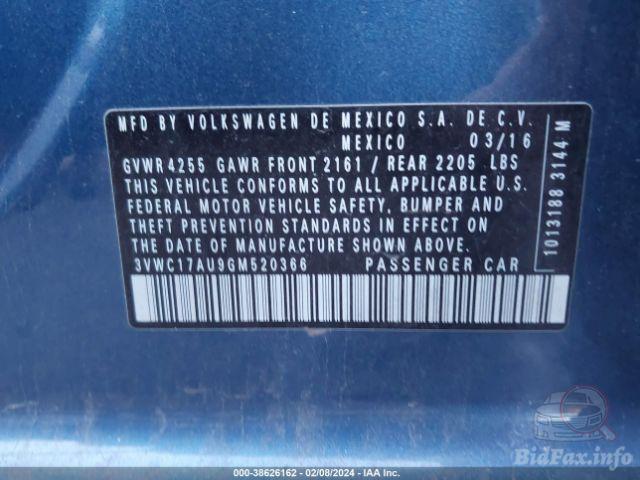 MFD BY VOLKSWAGEN DE MEXICO S.A. DE C.V.
MEXICO 03/16
GVWR 4255 GAWR FRONT 2161 / REAR 2205 LBS
THIS VEHICLE CONFORMS TO ALL APPLICABLE U.S.
FEDERAL MOTOR VEHICLE SAFETY, BUMPER AND
THEFT PREVENTION STANDARDS IN EFFECT ON
THE DATE OF MANUFACTURE SHOWN ABOVE.
3VWC17AU9GM520366 PASSENGER CAR
1013188 3144 M
BidFax.info
000-38626162 - 02/08/2024 - IAA Inc.